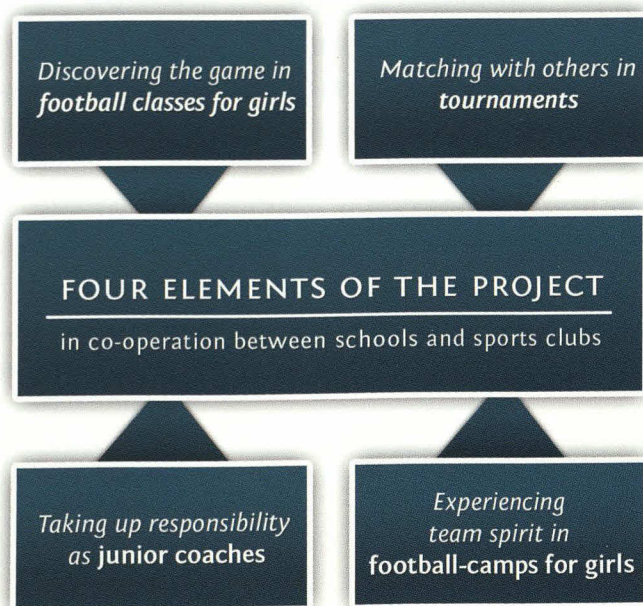 Discovering the game in
football classes for girls
Matching with others in
tournaments
FOUR ELEMENTS OF THE PROJECT
in co-operation between schools and sports clubs
Taking up responsibility
as junior coaches
Experiencing
team spirit in
football-camps for girls